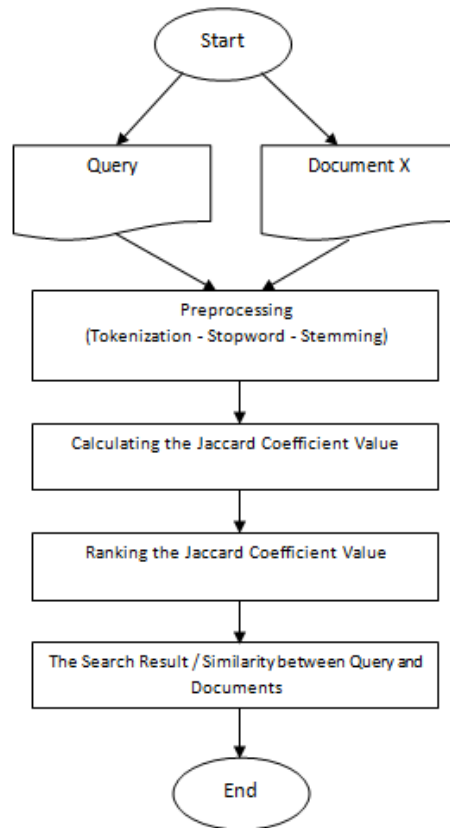 Start
Query
Document X
Preprocessing
(Tokenization - Stopword - Stemming)
Calculating the Jaccard Coefficient Value
Ranking the Jaccard Coefficient Value
The Search Result / Similarity between Query and
Documents
End